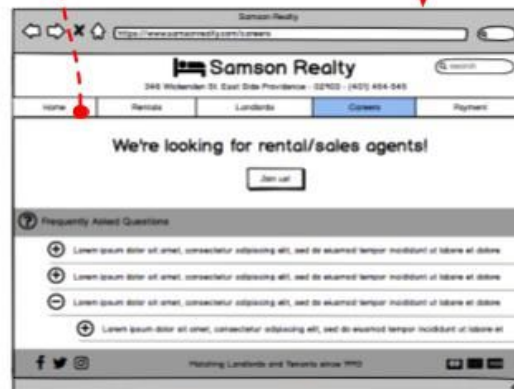 Samson Realty
https://www.samsonrealty.com/careers
Samson Realty
search
Home Rentals Landlords Careers Payment
We're looking for rental/sales agents!
Join us!
Frequently Asked Questions
Lorem ipsum dolor sit amet, consectetur adipiscing elit, sed do eiusmod tempor incididunt ut labore et dolore
Lorem ipsum dolor sit amet, consectetur adipiscing elit, sed do eiusmod tempor incididunt ut labore et dolore
Lorem ipsum dolor sit amet, consectetur adipiscing elit, sed do eiusmod tempor incididunt ut labore et dolore
Lorem ipsum dolor sit amet, consectetur adipiscing elit, sed do eiusmod tempor incididunt ut labore et
Matching Landlords and Tenants since